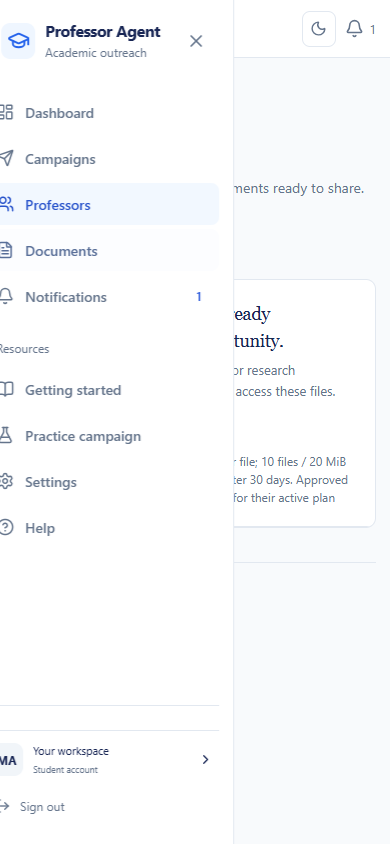 Professor Agent
Academic outreach
1
Dashboard
Campaigns
Professors
Documents
Notifications 1
Resources
Getting started
Practice campaign
Settings
Help
Your workspace
Student account
MA
Sign out
ments ready to share.
eady
tunity.
or research
access these files.
r file; 10 files / 20 MiB
ter 30 days. Approved
for their active plan